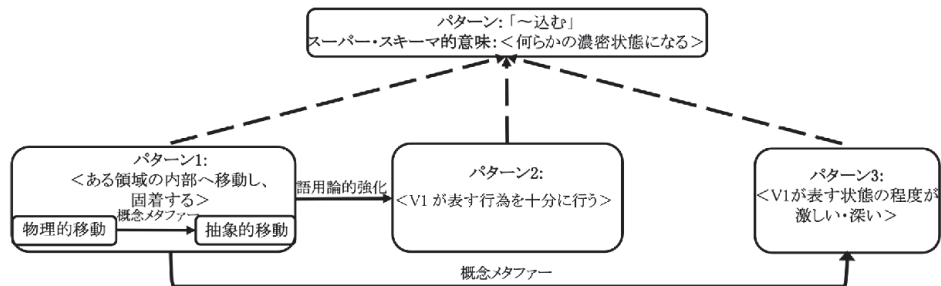 パターン：「～込む」
スーパー・スキーマ的意味：＜何らかの濃密状態になる＞
パターン1：
＜ある領域の内部へ移動し、
固着する＞
概念メタファー
物理的移動
抽象的移動
語用論的強化
パターン2：
＜V1 が表す行為を十分に行う＞
パターン3：
＜V1が表す状態の程度が
激しい・深い＞
概念メタファー